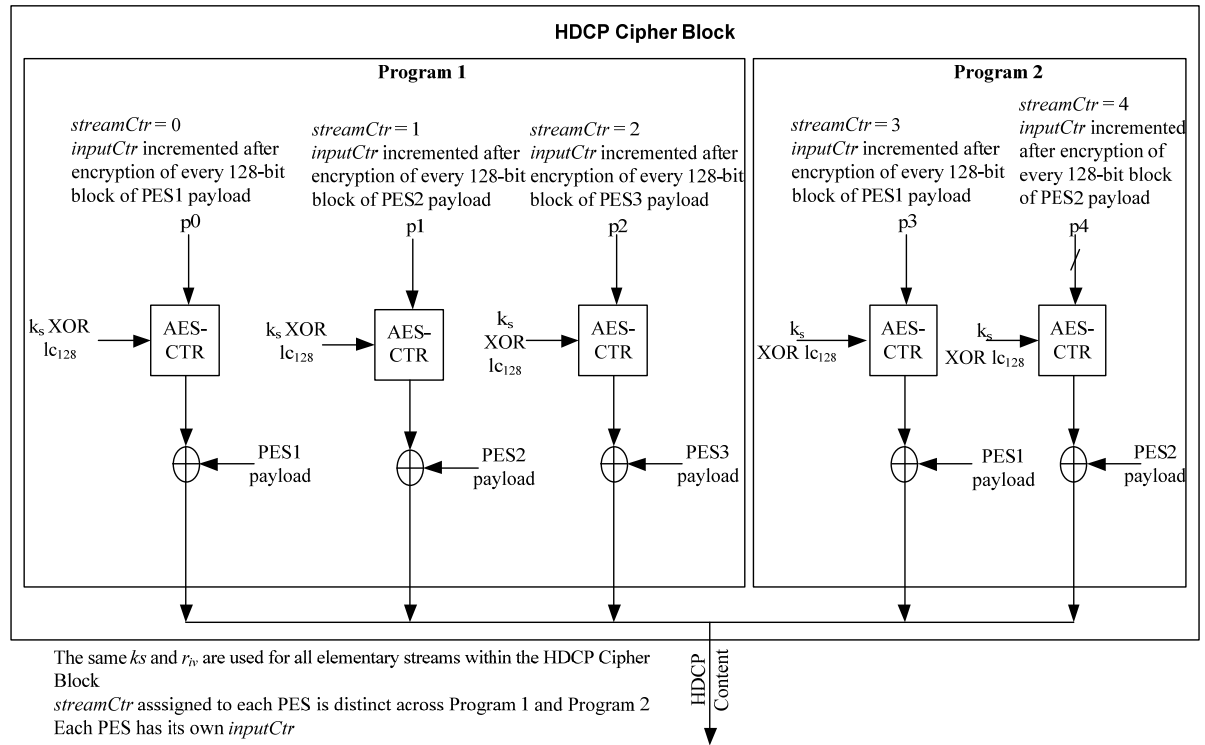 HDCP Cipher Block
Program 1
streamCtr = 0
inputCtr incremented after
encryption of every 128-bit
block of PES1 payload
p0
streamCtr = 1
inputCtr incremented after
encryption of every 128-bit
block of PES2 payload
p1
streamCtr = 2
inputCtr incremented after
encryption of every 128-bit
block of PES3 payload
p2
ks XOR
lc128
AES-
CTR
ks XOR
lc128
AES-
CTR
ks
XOR
lc128
AES-
CTR
PES1
payload
PES2
payload
PES3
payload
Program 2
streamCtr = 3
inputCtr incremented after
encryption of every 128-bit
block of PES1 payload
p3
streamCtr = 4
inputCtr incremented
after encryption of
every 128-bit block
of PES2 payload
p4
ks
XOR lc128
AES-
CTR
ks
XOR lc128
AES-
CTR
PES1
payload
PES2
payload
The same ks and riv are used for all elementary streams within the HDCP Cipher
Block
streamCtr asssigned to each PES is distinct across Program 1 and Program 2
Each PES has its own inputCtr
HDCP
Content